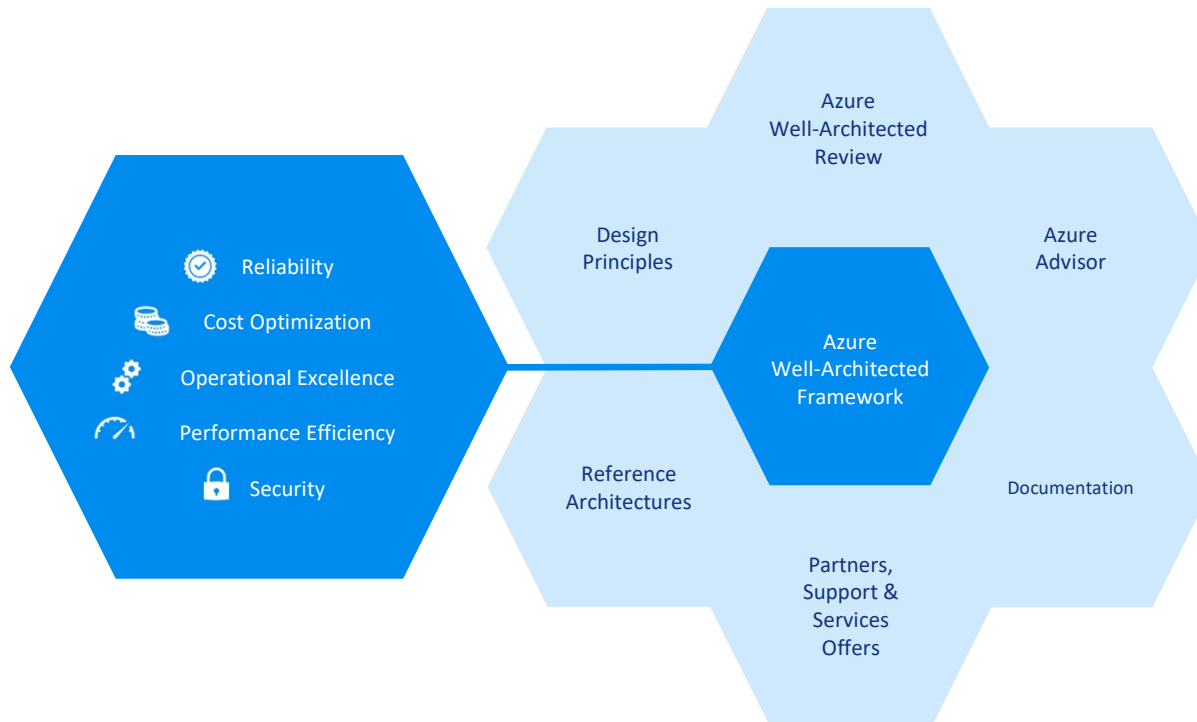 Reliability
Cost Optimization
Operational Excellence
Performance Efficiency
Security
Azure
Well-Architected
Review
Design
Principles
Azure
Advisor
Azure
Well-Architected
Framework
Reference
Architectures
Documentation
Partners,
Support &
Services
Offers